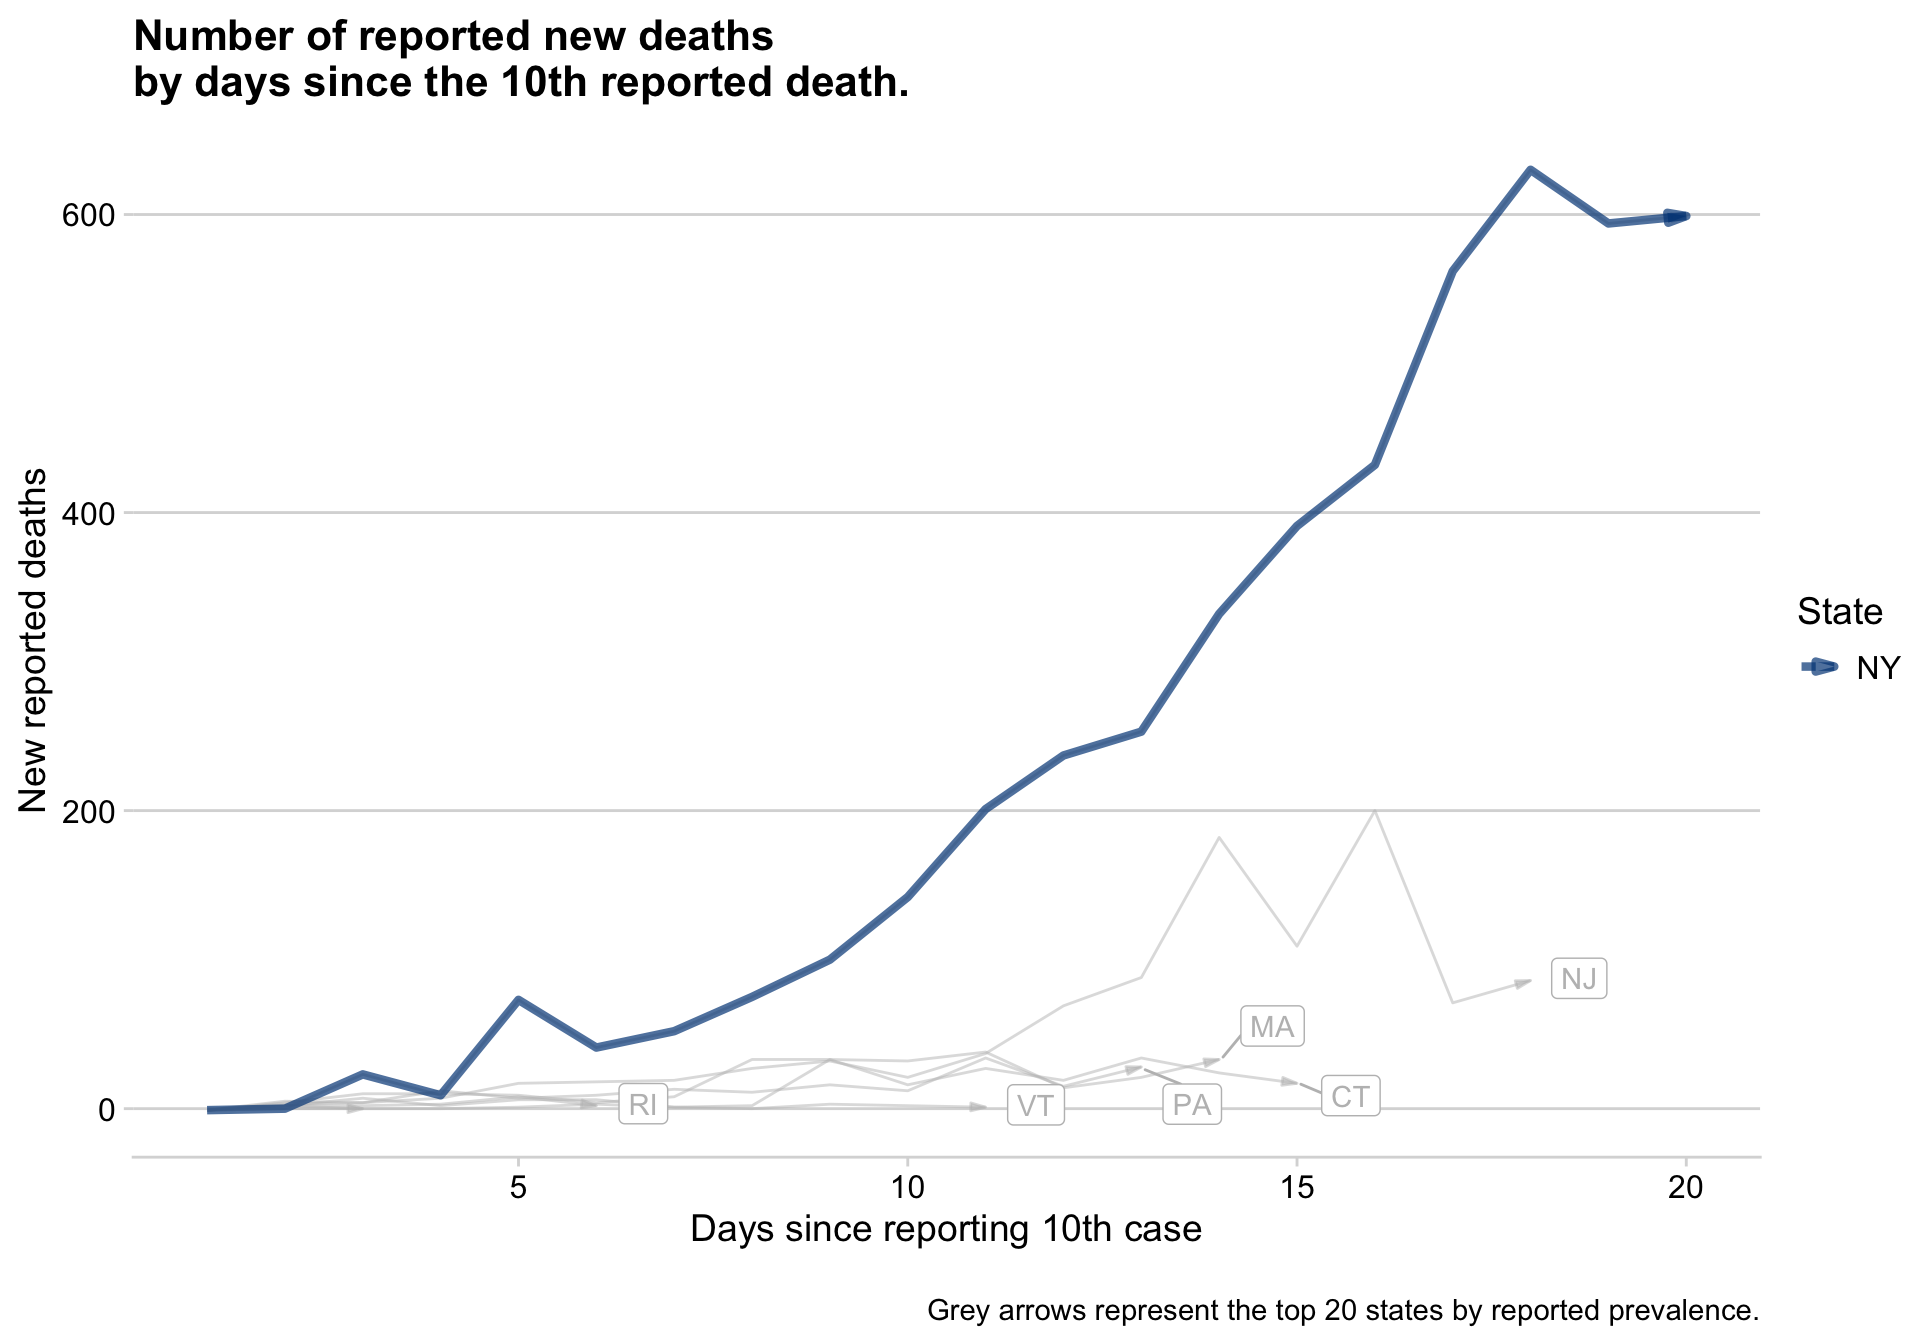 Number of reported new deaths
by days since the 10th reported death.
New reported deaths
600
400
200
0
RI
VT
PA
MA
CT
NJ
5
10
15
20
Days since reporting 10th case
State
NY
Grey arrows represent the top 20 states by reported prevalence.